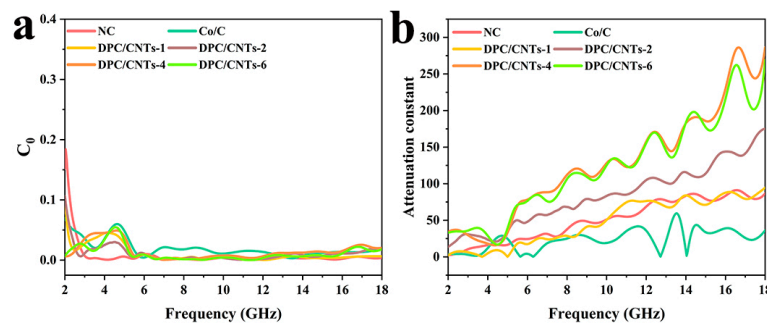 a
0.4
0.3
0.2
0.1
0.0
C0
NC
Co/C
DPC/CNTs-1
DPC/CNTs-2
DPC/CNTs-4
DPC/CNTs-6
2 4 6 8 10 12 14 16 18
Frequency (GHz)
b
300
250
200
150
100
50
0
Attenuation constant
NC
Co/C
DPC/CNTs-1
DPC/CNTs-2
DPC/CNTs-4
DPC/CNTs-6
2 4 6 8 10 12 14 16 18
Frequency (GHz)